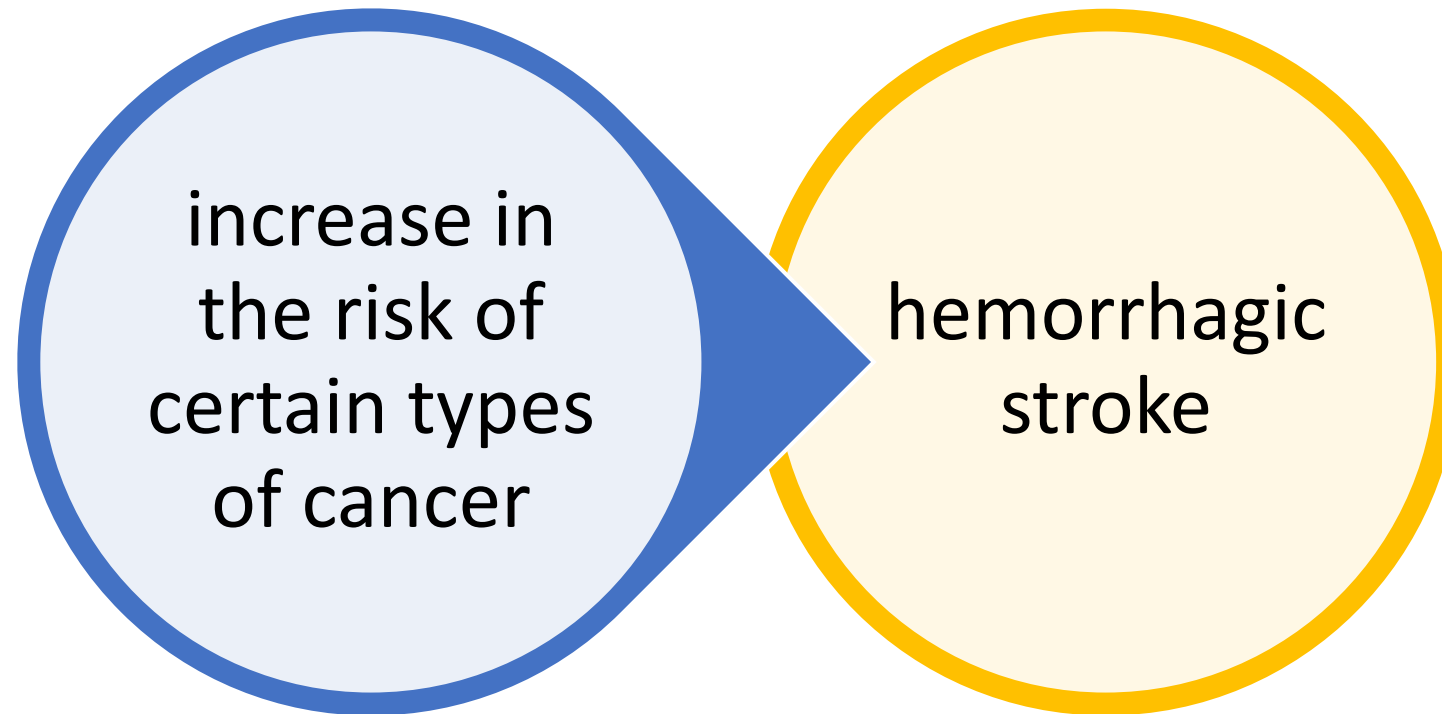 increase in
the risk of
certain types
of cancer
hemorrhagic
stroke